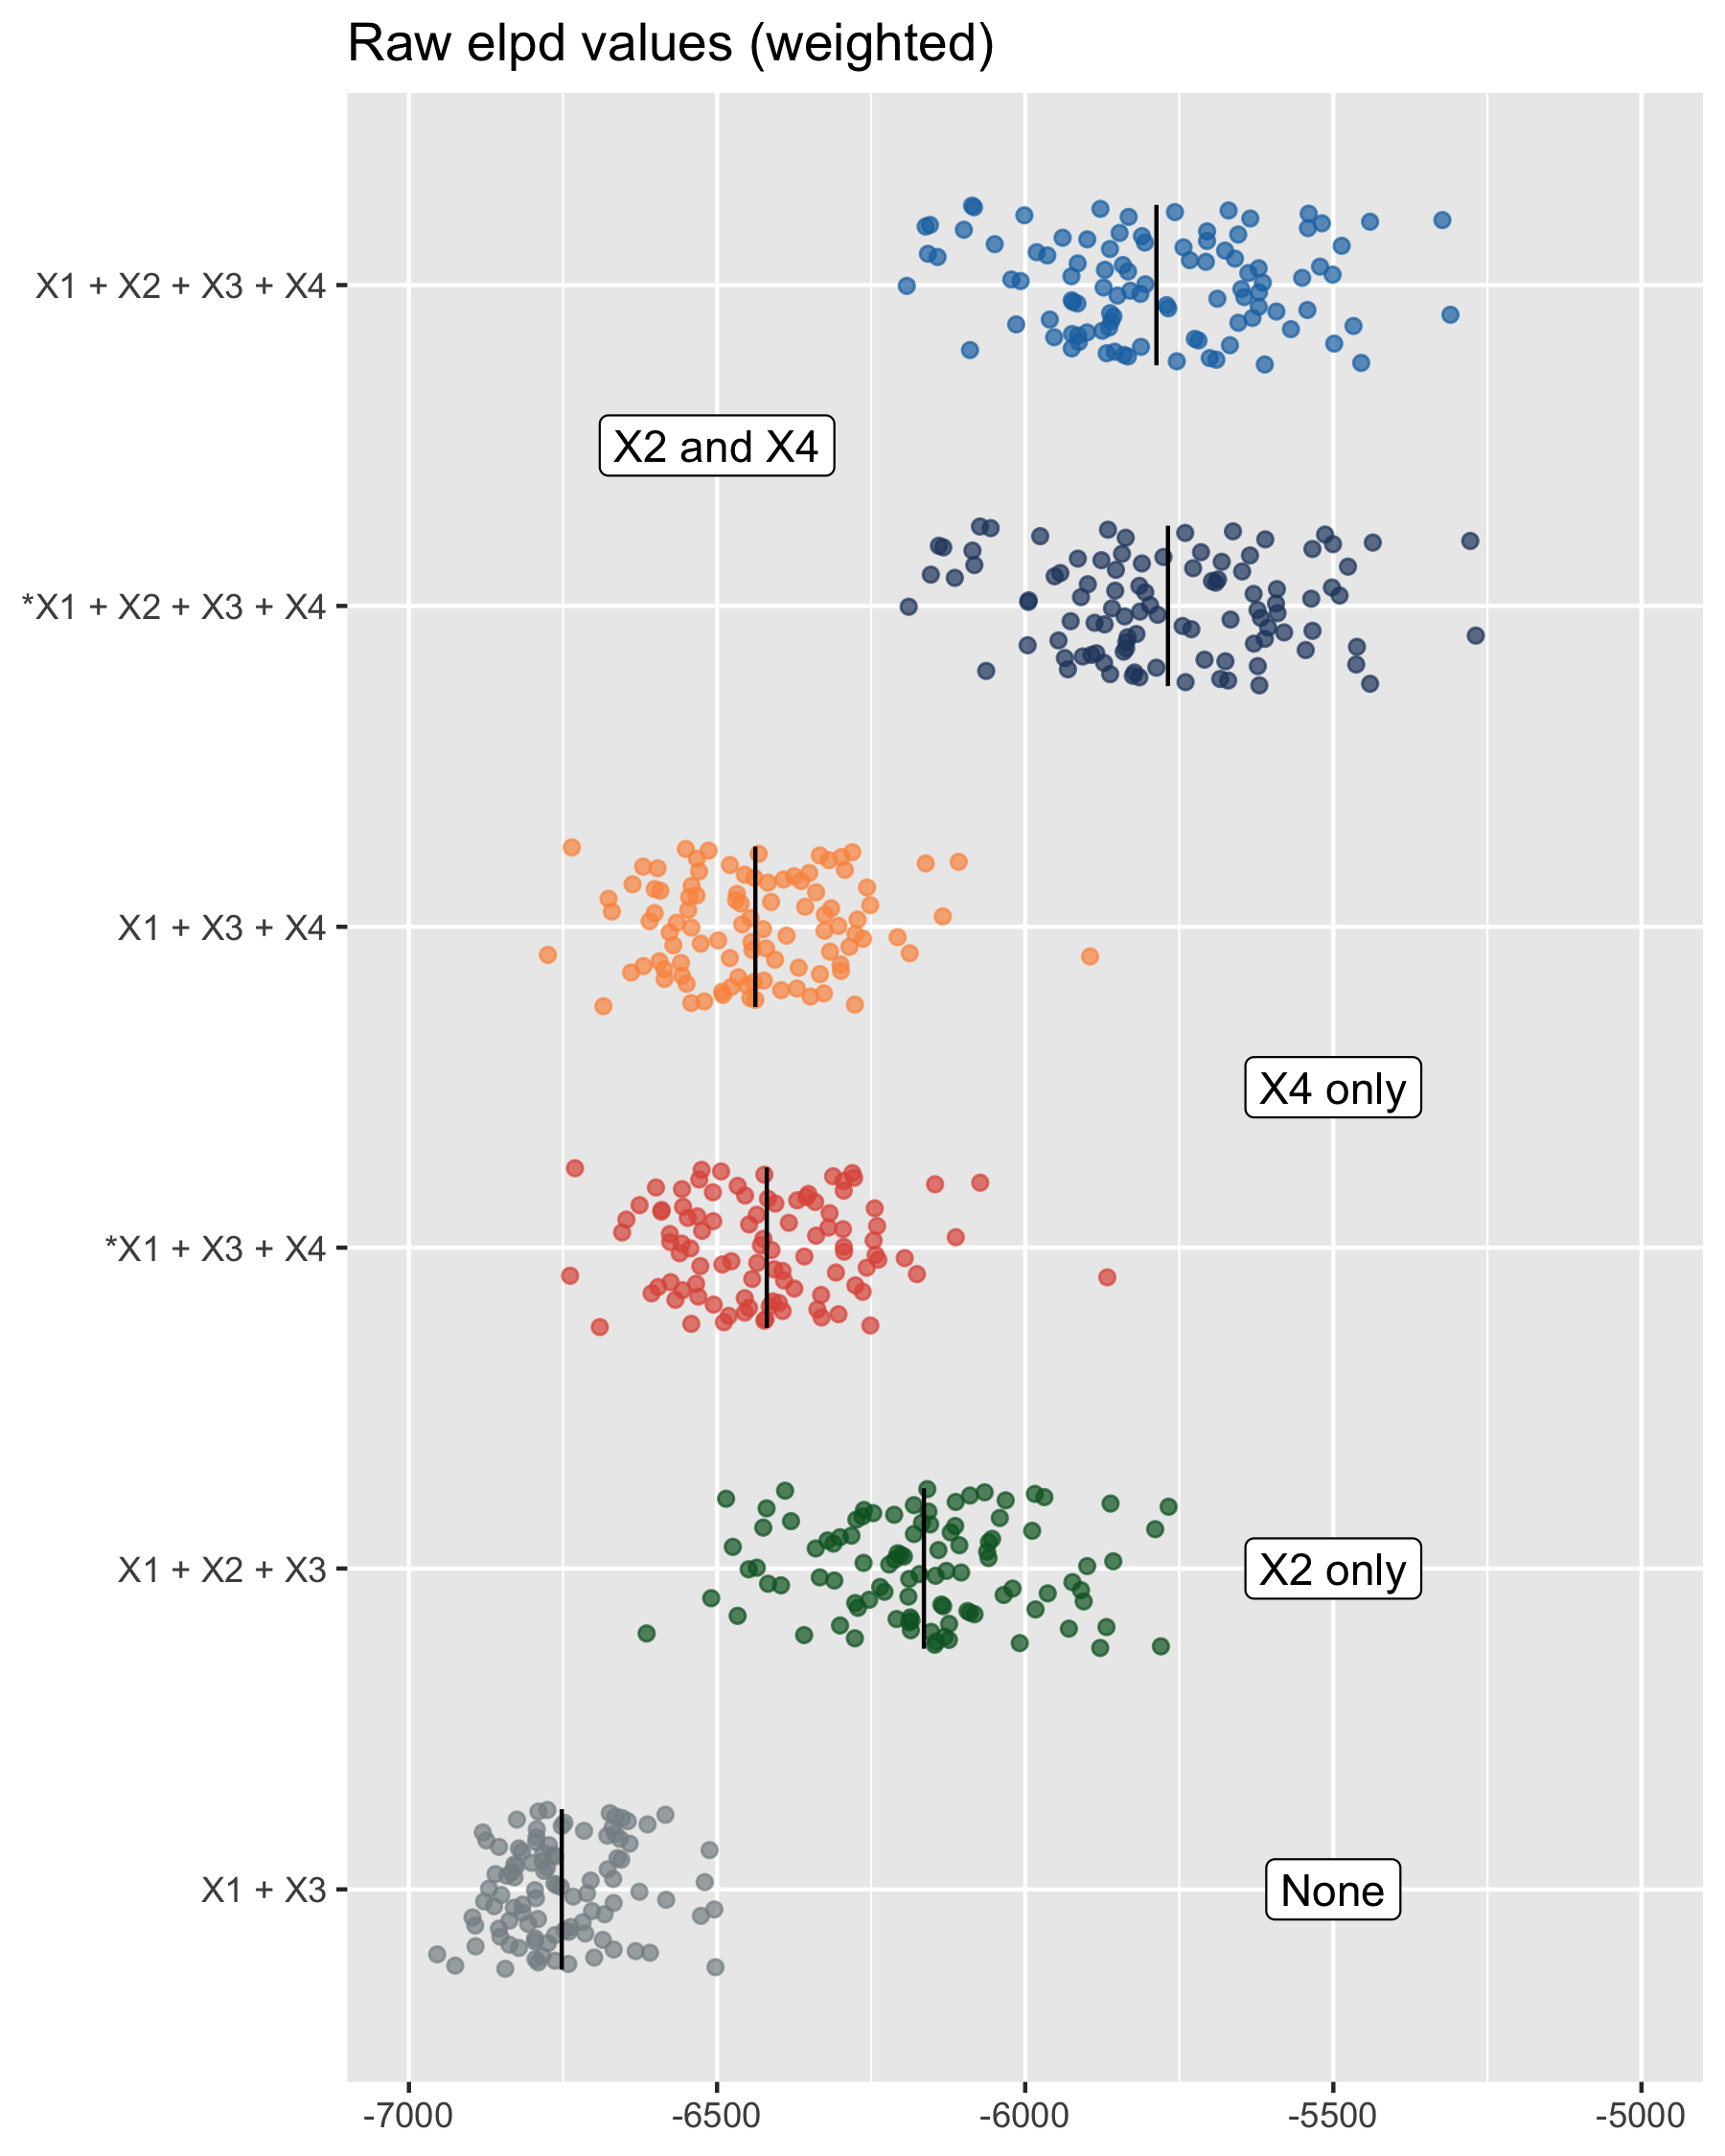 Raw elpd values (weighted)
X1 + X2 + X3 + X4
X2 and X4
*X1 + X2 + X3 + X4
X1 + X3 + X4
X4 only
*X1 + X3 + X4
X1 + X2 + X3
X2 only
X1 + X3
None
-7000 -6500 -6000 -5500 -5000